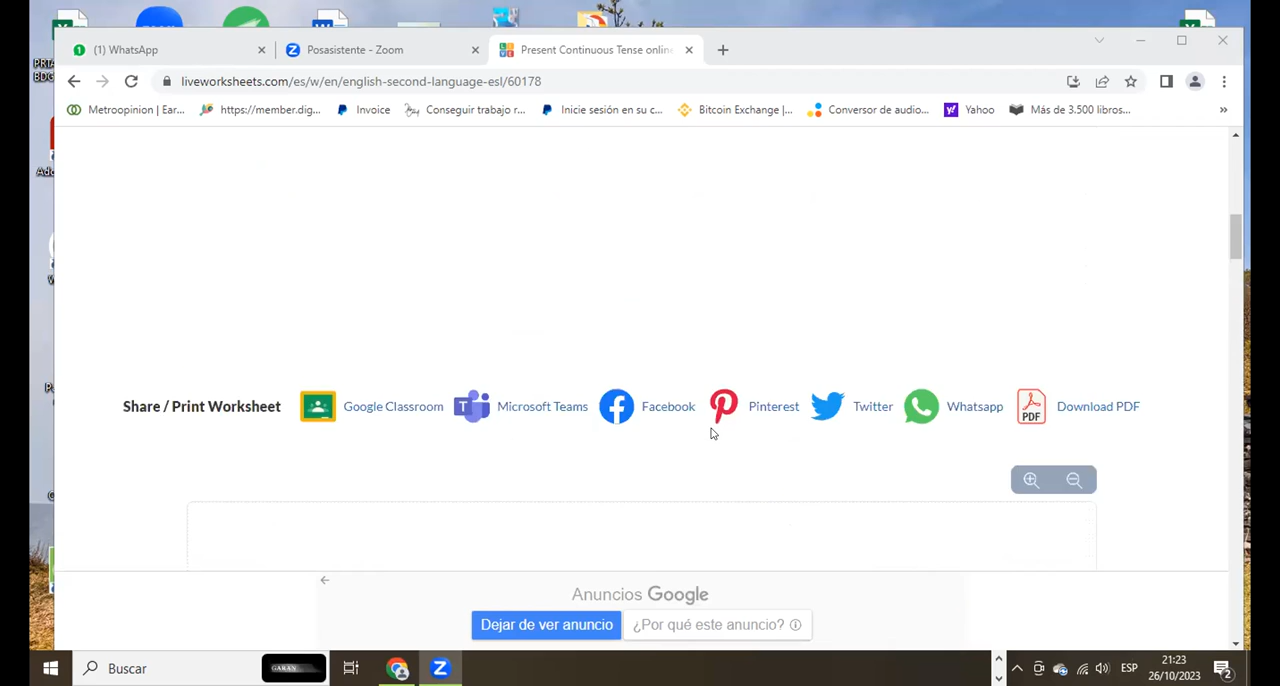 (1) WhatsApp
Posasistente - Zoom
Present Continuous Tense onlin
liveworksheets.com/es/w/en/english-second-language-esl/60178
Metroopinion | Ear...
https://member.dig...
Invoice
Conseguir trabajo r...
Inicie sesión en su c...
Bitcoin Exchange |...
Conversor de audio...
Yahoo
Más de 3.500 libros...
»
Share / Print Worksheet
Google Classroom
Microsoft Teams
Facebook
Pinterest
Twitter
Whatsapp
PDF
Download PDF
Anuncios Google
Dejar de ver anuncio
¿Por qué este anuncio?
Buscar
ESP
21:23
26/10/2023
2